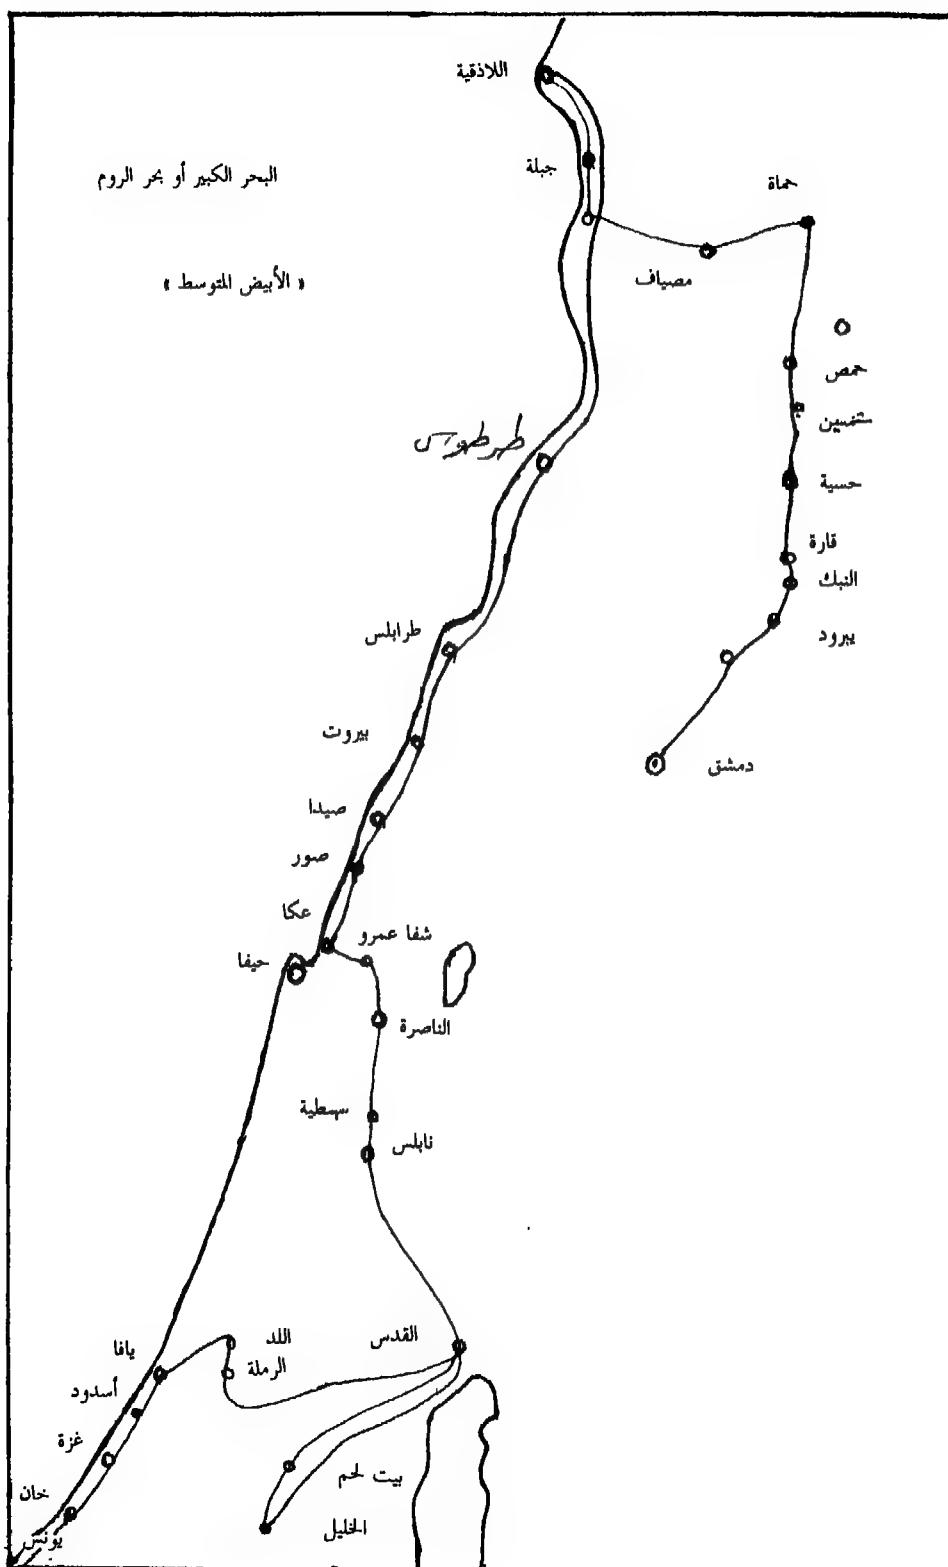 اللاذقية
جبلة
البحر الكبير أو بحر الروم
حماة
« الأبيض المتوسط »
مصياف
حمص
شنسين
طرطوس
حسية
قارة
النبك
طرابلس
يبرود
بيروت
دمشق
صيدا
صور
عكا
شفا عمرو
حيفا
الناصرة
سبسطية
نابلس
القدس
اللد
يافا
الرملة
أسدود
غزة
بيت لحم
خان
يونس
الخليل